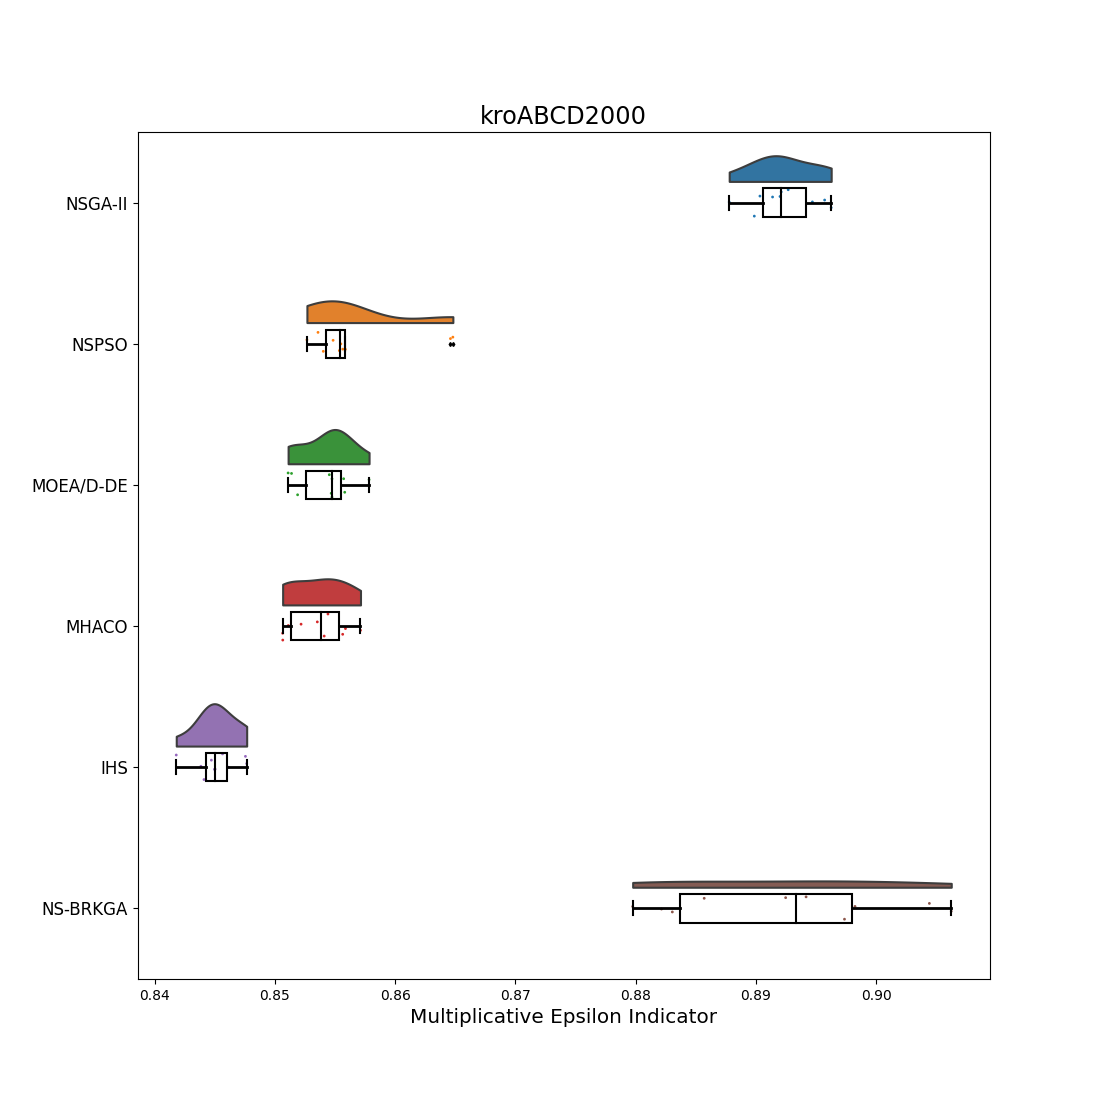 kroABCD2000
NSGA-II
NSPSO
MOEA/D-DE
MHACO
IHS
NS-BRKGA
0.84 0.85 0.86 0.87 0.88 0.89 0.90
Multiplicative Epsilon Indicator